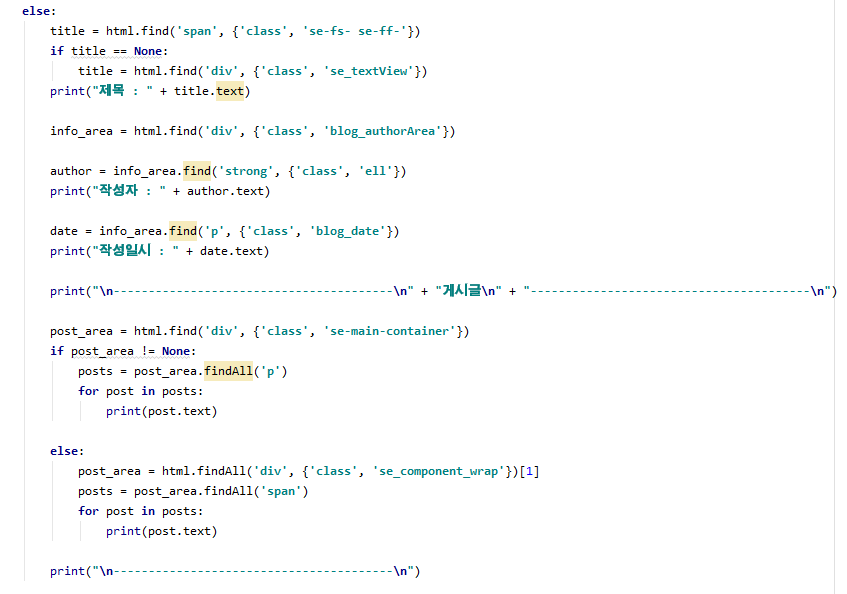 else:
title = html.find('span', {'class', 'se-fs- se-ff-'})
if title == None:
title = html.find('div', {'class', 'se_textView'})
print("제목 : " + title.text)
info_area = html.find('div', {'class', 'blog_authorArea'})
author = info_area.find('strong', {'class', 'ell'})
print("작성자 : " + author.text)
date = info_area.find('p', {'class', 'blog_date'})
print("작성일시 : " + date.text)
print("\n----------------------------------------\n" + "게시글\n" + "----------------------------------------\n")
post_area = html.find('div', {'class', 'se-main-container'})
if post_area != None:
posts = post_area.findAll('p')
for post in posts:
print(post.text)
else:
post_area = html.findAll('div', {'class', 'se_component_wrap'})[1]
posts = post_area.findAll('span')
for post in posts:
print(post.text)
print("\n----------------------------------------\n")